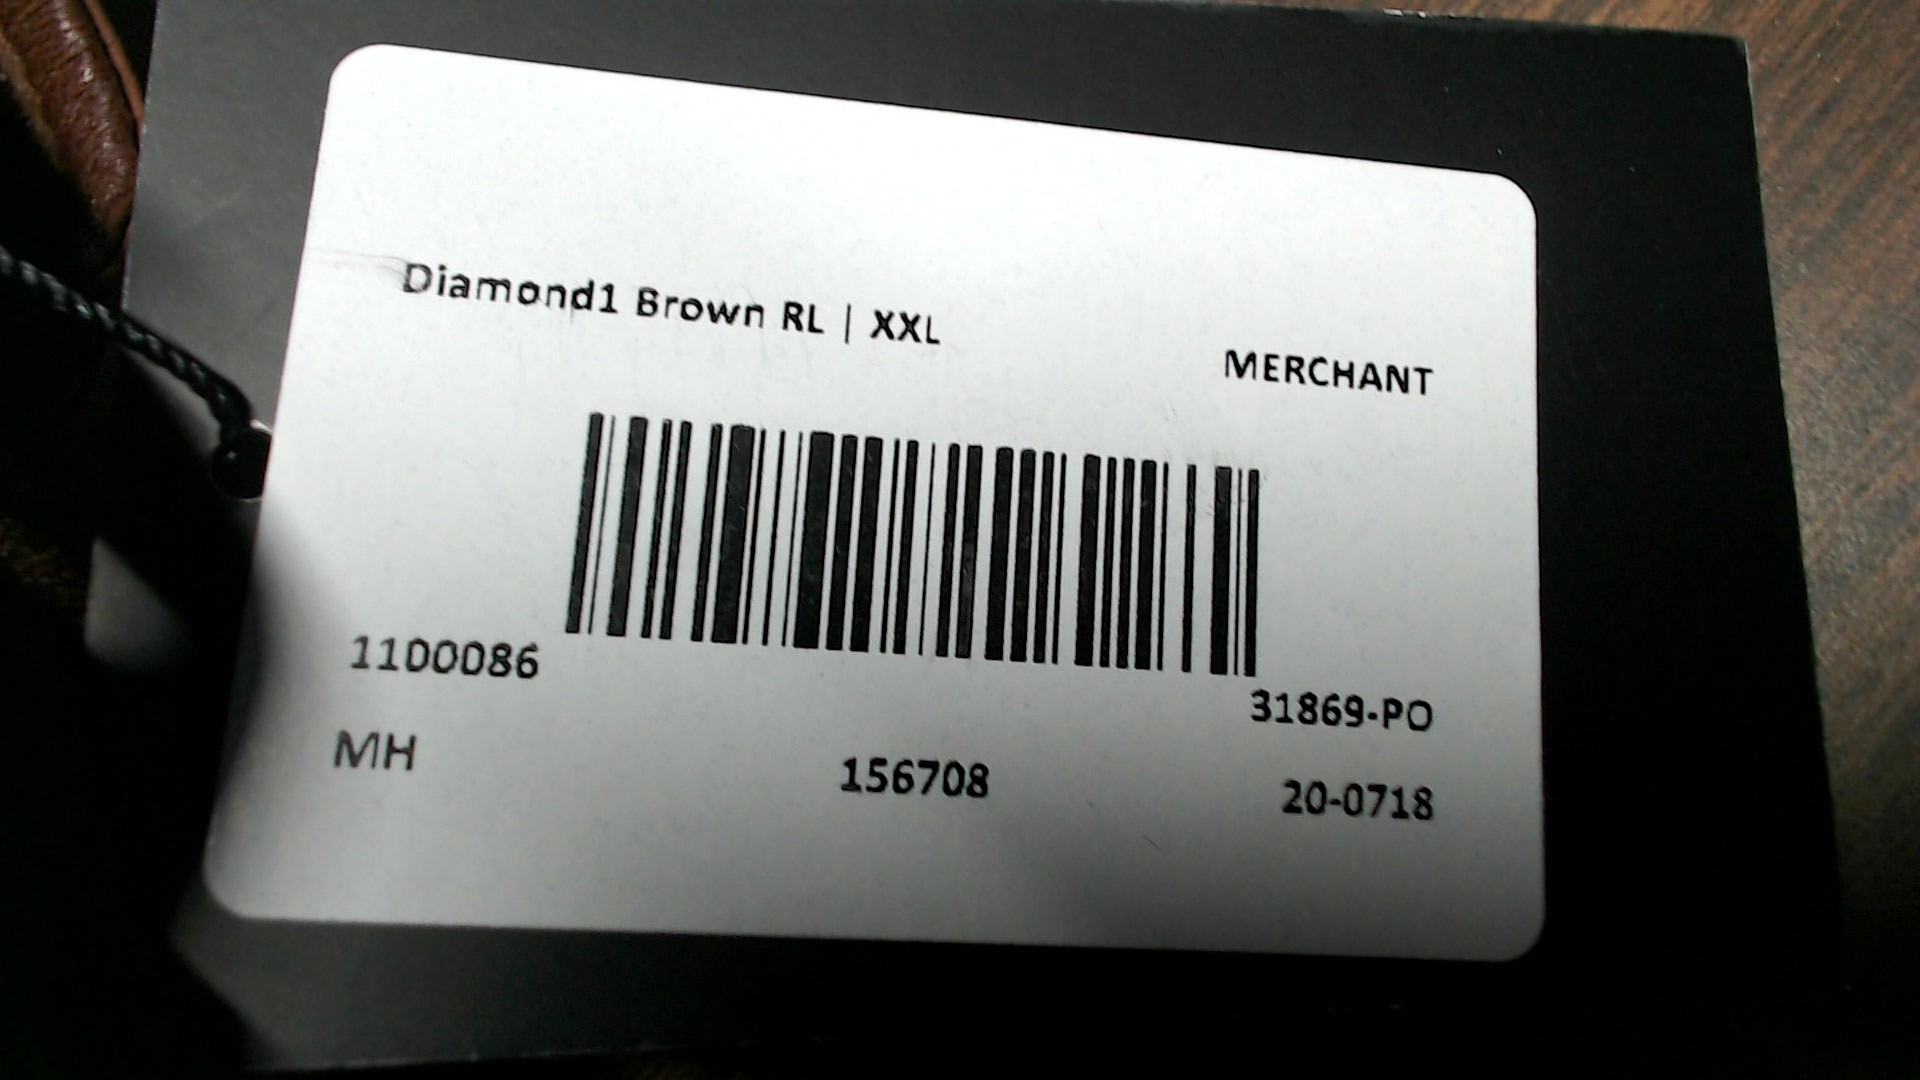 Diamond1 Brown RL | XXL
MERCHANT
1100086
31869-PO
MH
156708
20-0718